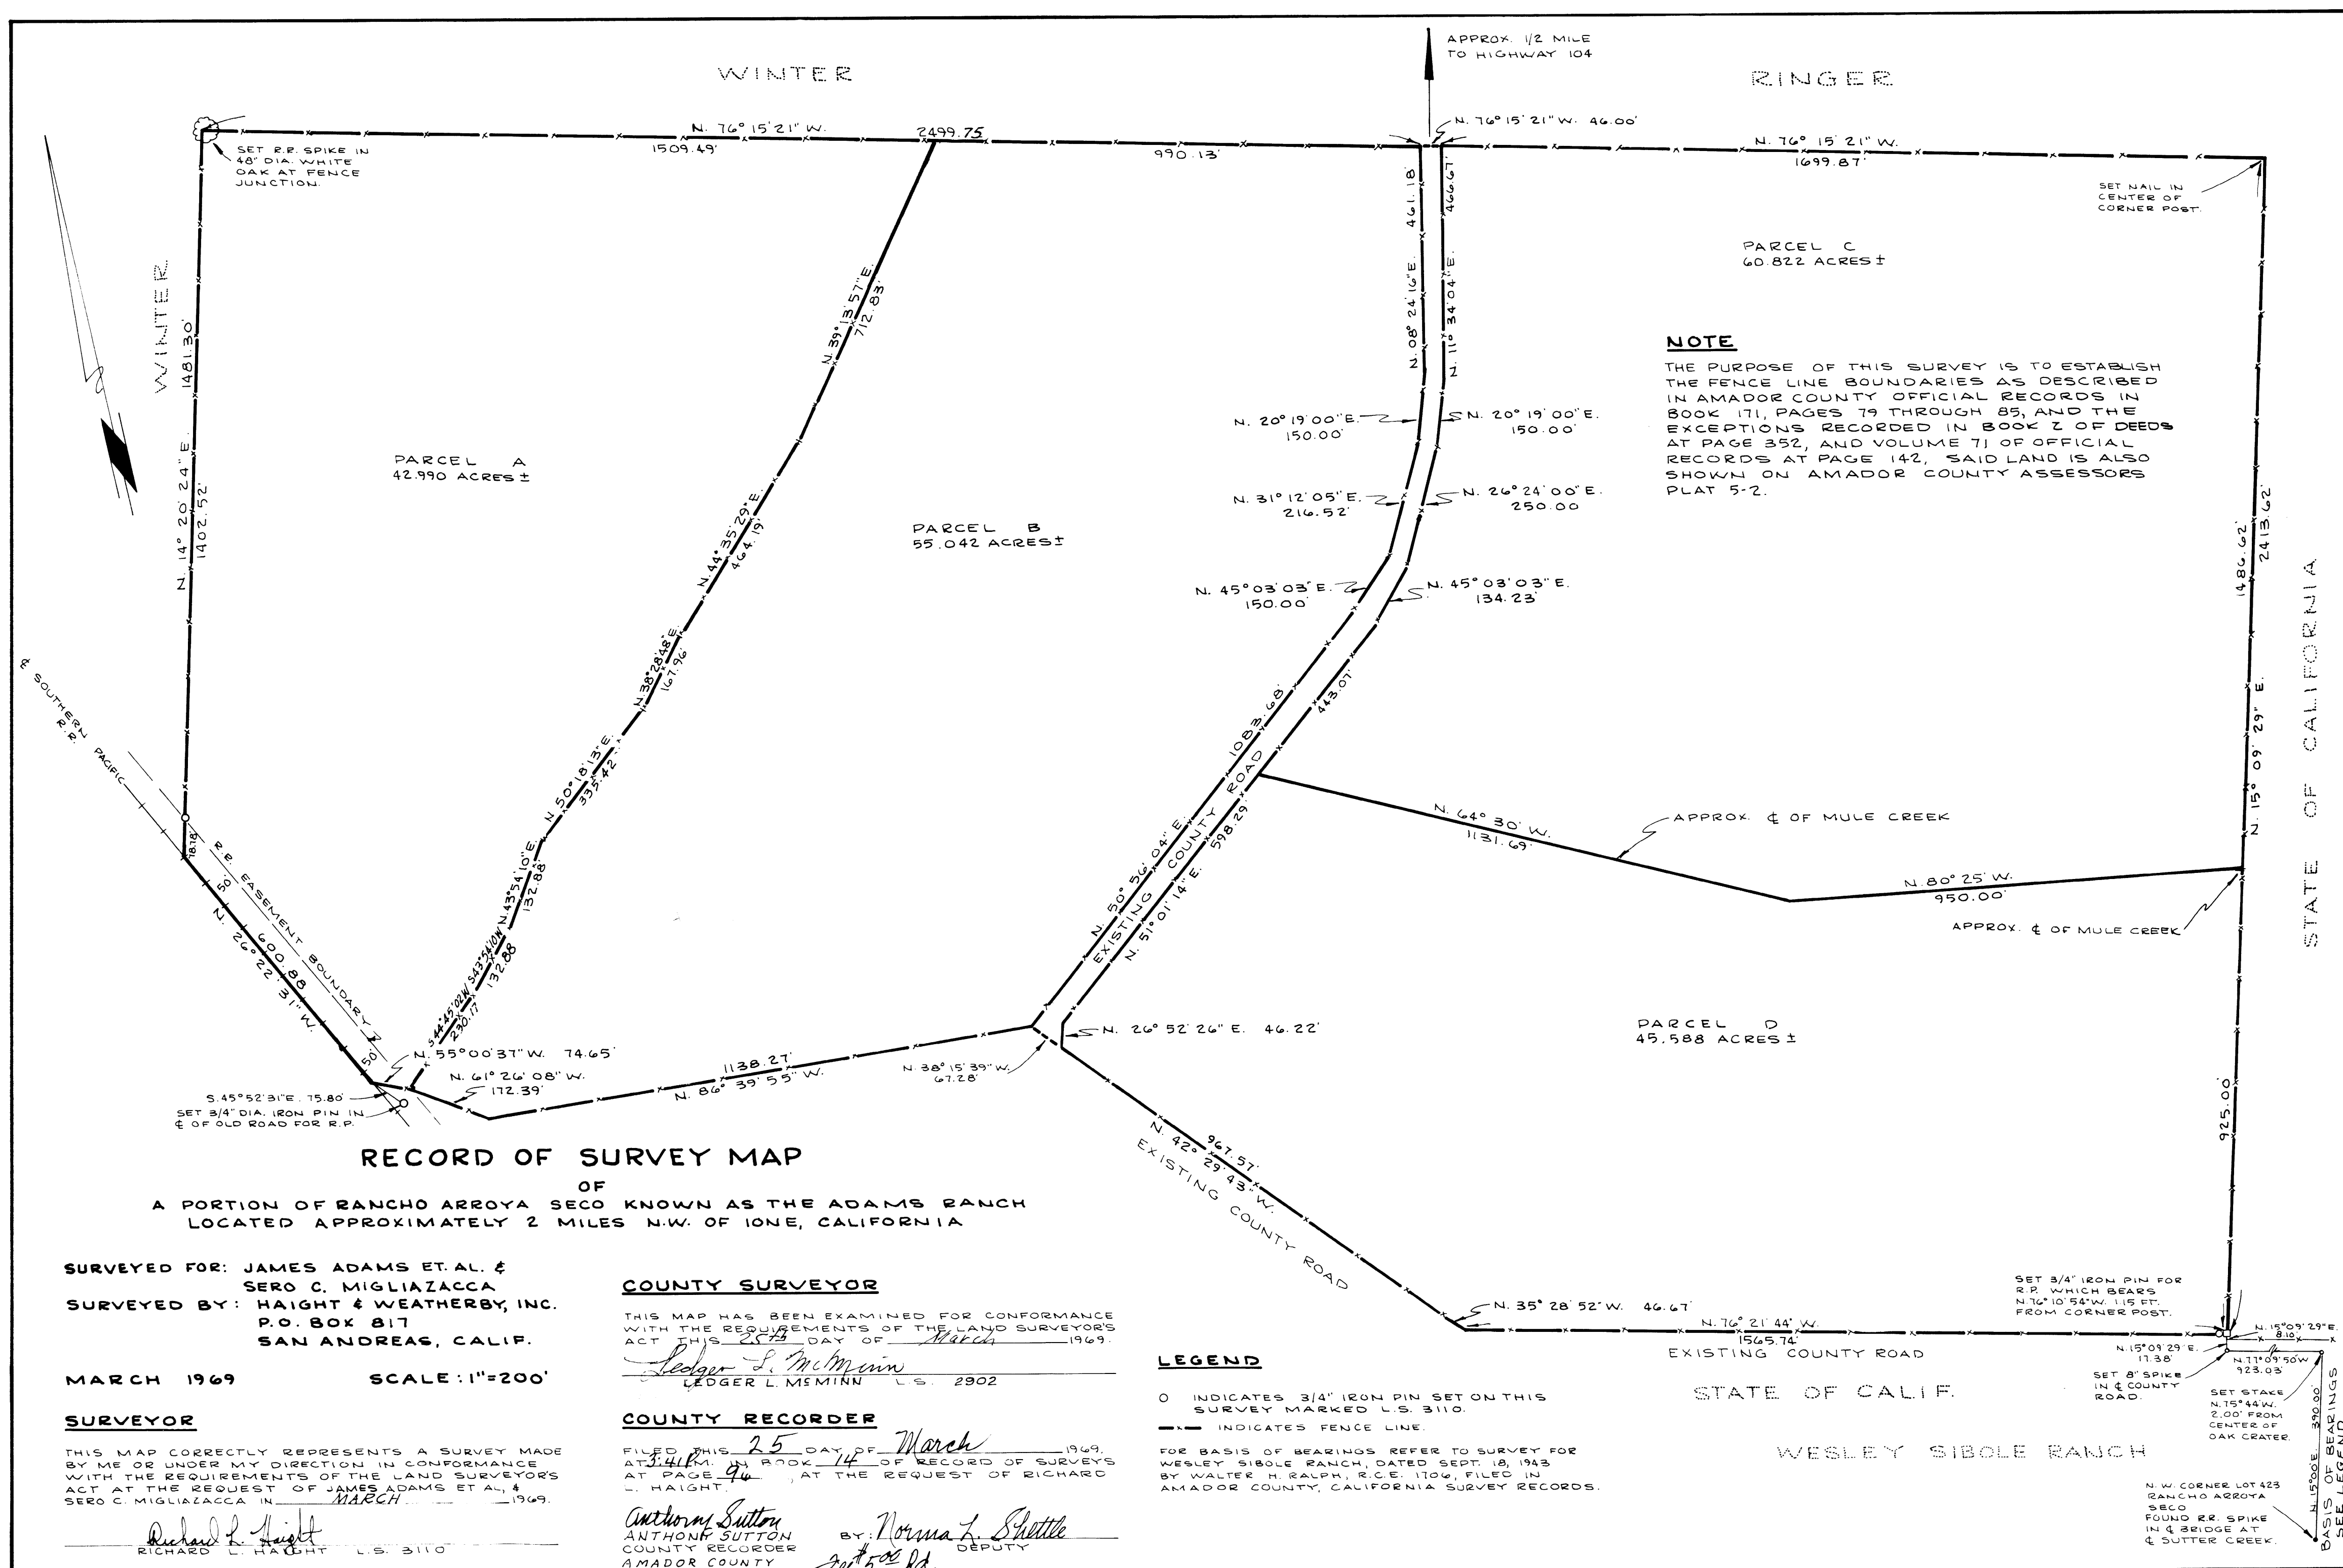 WINTER
APPROX. 1/2 MILE
TO HIGHWAY 104
RINGER
N. 76° 15' 21" W.
2499.75
1509.49'
990.13'
N. 76° 15' 21" W. 46.00'
N. 76° 15' 21" W.
1699.87'
SET R.R. SPIKE IN
48" DIA. WHITE
OAK AT FENCE
JUNCTION.
SET NAIL IN
CENTER OF
CORNER POST.
WINTER
N. 14° 20' 24" E. 1481.30'
1402.52'
78.78'
N. 39° 13' 57" E.
712.83'
N. 08° 24' 16" E. 461.18'
N. 11° 34' 04" E. 466.67'
PARCEL C
60.822 ACRES ±
NOTE
THE PURPOSE OF THIS SURVEY IS TO ESTABLISH
THE FENCE LINE BOUNDARIES AS DESCRIBED
IN AMADOR COUNTY OFFICIAL RECORDS IN
BOOK 171, PAGES 79 THROUGH 85, AND THE
EXCEPTIONS RECORDED IN BOOK 2 OF DEEDS
AT PAGE 352, AND VOLUME 71 OF OFFICIAL
RECORDS AT PAGE 142, SAID LAND IS ALSO
SHOWN ON AMADOR COUNTY ASSESSORS
PLAT 5-2.
PARCEL A
42.990 ACRES ±
PARCEL B
55.042 ACRES ±
N. 20° 19' 00" E.
150.00'
N. 20° 19' 00" E.
150.00'
N. 31° 12' 05" E.
216.52'
N. 26° 24' 00" E.
250.00
N. 45° 03' 03" E.
150.00'
N. 45° 03' 03" E.
134.23'
N. 44° 35' 29" E.
464.19'
N. 38° 28' 48" E.
167.96'
N. 50° 18' 13" E.
335.42'
N. 43° 54' 10" E.
132.88'
S43°54'10W
132.88
S44°45'02W
230.17
1486.62'
2413.62'
N. 15° 09' 29" E.
STATE OF CALIFORNIA
SOUTHERN PACIFIC
R.R.
R.R. EASEMENT BOUNDARY
50'
50'
600.88
N. 26° 22' 31" W.
1083.68'
N. 50° 56' 04" E.
EXISTING COUNTY ROAD
443.07'
598.29'
N. 51° 01' 14" E.
N. 64° 30' W.
1131.69'
APPROX. ℄ OF MULE CREEK
N. 80° 25' W.
950.00'
APPROX. ℄ OF MULE CREEK
PARCEL D
45.588 ACRES ±
925.00'
N. 26° 52' 26" E. 46.22'
N. 38° 15' 39" W.
67.28'
1138.27'
N. 86° 39' 55" W.
N. 55° 00' 37" W. 74.65'
N. 61° 26' 08" W.
172.39'
S. 45° 52' 31" E. 75.80'
SET 3/4" DIA. IRON PIN IN
℄ OF OLD ROAD FOR R.P.
967.57'
N. 42° 29' 43" W.
EXISTING COUNTY ROAD
N. 35° 28' 52" W. 46.67'
N. 76° 21' 44" W.
1565.74'
EXISTING COUNTY ROAD
SET 3/4" IRON PIN FOR
R.P. WHICH BEARS
N. 76° 10' 54" W. 1.15 FT.
FROM CORNER POST.
N. 15° 09' 29" E.
8.10'
N. 15° 09' 29" E.
17.38'
N. 77° 09' 50" W
923.03'
SET 8" SPIKE
IN ℄ COUNTY
ROAD.
SET STAKE
N. 75° 44' W.
2.00' FROM
CENTER OF
OAK CRATER.
N. 15°00' E 390.00'
BASIS OF BEARINGS
SEE LEGEND
STATE OF CALIF.
WESLEY SIBOLE RANCH
N.W. CORNER LOT 423
RANCHO ARROYA
SECO
FOUND R.R. SPIKE
IN ℄ BRIDGE AT
℄ SUTTER CREEK.
RECORD OF SURVEY MAP
OF
A PORTION OF RANCHO ARROYA SECO KNOWN AS THE ADAMS RANCH
LOCATED APPROXIMATELY 2 MILES N.W. OF IONE, CALIFORNIA
SURVEYED FOR: JAMES ADAMS ET. AL. &
SERO C. MIGLIAZACCA
SURVEYED BY: HAIGHT & WEATHERBY, INC.
P.O. BOX 817
SAN ANDREAS, CALIF.
MARCH 1969 SCALE: 1"=200'
SURVEYOR
THIS MAP CORRECTLY REPRESENTS A SURVEY MADE
BY ME OR UNDER MY DIRECTION IN CONFORMANCE
WITH THE REQUIREMENTS OF THE LAND SURVEYOR'S
ACT AT THE REQUEST OF JAMES ADAMS ET AL, &
SERO C. MIGLIAZACCA IN MARCH 1969.
Richard L. Haight
RICHARD L. HAIGHT L.S. 3110
COUNTY SURVEYOR
THIS MAP HAS BEEN EXAMINED FOR CONFORMANCE
WITH THE REQUIREMENTS OF THE LAND SURVEYOR'S
ACT THIS 25th DAY OF March 1969.
Ledger L. McMinn
LEDGER L. McMINN L.S. 2902
COUNTY RECORDER
FILED THIS 25 DAY OF March 1969.
AT 3:41 P.M. IN BOOK 14 OF RECORD OF SURVEYS
AT PAGE 96, AT THE REQUEST OF RICHARD
L. HAIGHT.
Anthony Sutton
ANTHONY SUTTON
COUNTY RECORDER
AMADOR COUNTY
BY: Norma L. Shettle
DEPUTY
Fee $5.00 Pd.
LEGEND
O INDICATES 3/4" IRON PIN SET ON THIS
SURVEY MARKED L.S. 3110.
—x— INDICATES FENCE LINE.
FOR BASIS OF BEARINGS REFER TO SURVEY FOR
WESLEY SIBOLE RANCH, DATED SEPT. 18, 1943
BY WALTER H. RALPH, R.C.E. 1706, FILED IN
AMADOR COUNTY, CALIFORNIA SURVEY RECORDS.